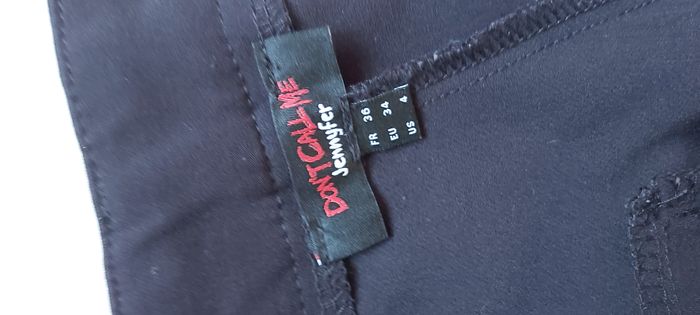 DON'T CALL ME
Jennyfer
FR 36
EU 34
US 4